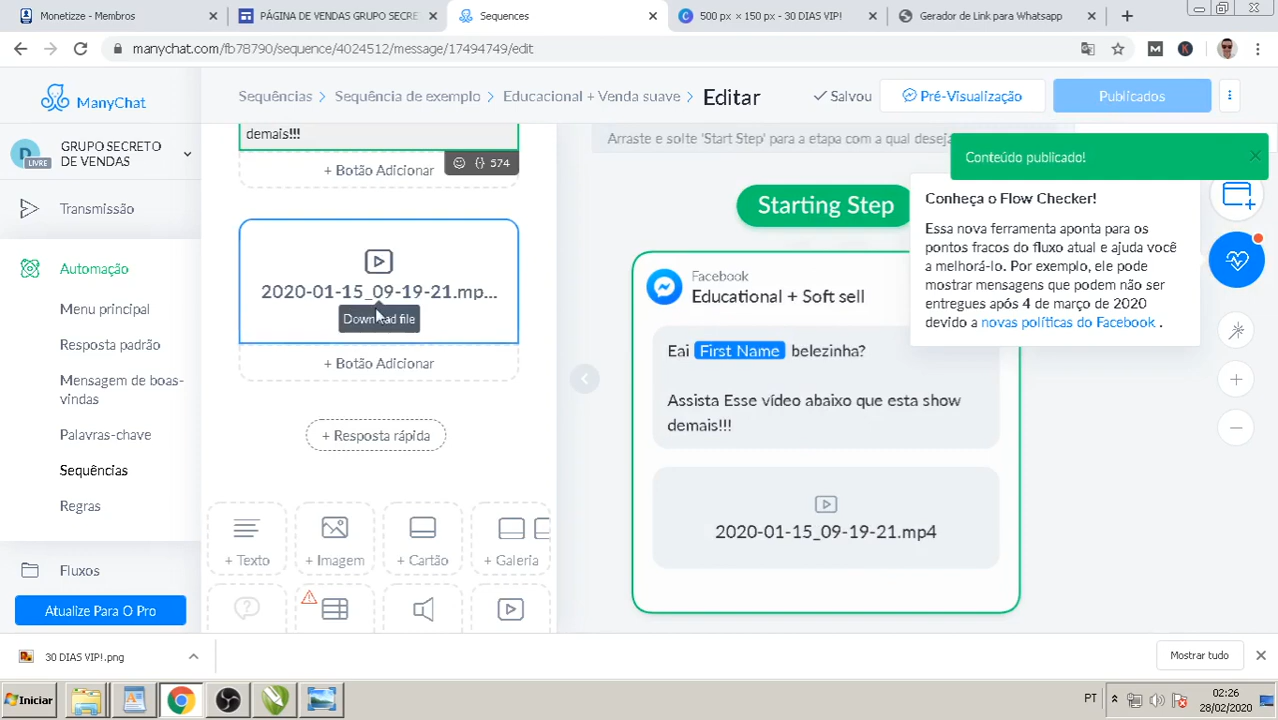 Monetizze - Membros
PÁGINA DE VENDAS GRUPO SECRE
Sequences
500 px × 150 px - 30 DIAS VIP!
Gerador de Link para Whatsapp
manychat.com/fb78790/sequence/4024512/message/17494749/edit
ManyChat
Sequências > Sequência de exemplo > Educacional + Venda suave > Editar
Salvou
Pré-Visualização
Publicados
GRUPO SECRETO
DE VENDAS
LIVRE
Transmissão
Automação
Menu principal
Resposta padrão
Mensagem de boas-
vindas
Palavras-chave
Sequências
Regras
Fluxos
Atualize Para O Pro
demais!!!
+ Botão Adicionar
{} 574
2020-01-15_09-19-21.mp...
Download file
+ Botão Adicionar
+ Resposta rápida
+ Texto
+ Imagem
+ Cartão
+ Galeria
Arraste e solte 'Start Step' para a etapa com a qual desej
Starting Step
Facebook
Educational + Soft sell
Eai First Name belezinha?
Assista Esse vídeo abaixo que esta show
demais!!!
2020-01-15_09-19-21.mp4
Conteúdo publicado!
Conheça o Flow Checker!
Essa nova ferramenta aponta para os
pontos fracos do fluxo atual e ajuda você
a melhorá-lo. Por exemplo, ele pode
mostrar mensagens que podem não ser
entregues após 4 de março de 2020
devido a novas políticas do Facebook .
30 DIAS VIP!.png
Mostrar tudo
Iniciar
PT
02:26
28/02/2020